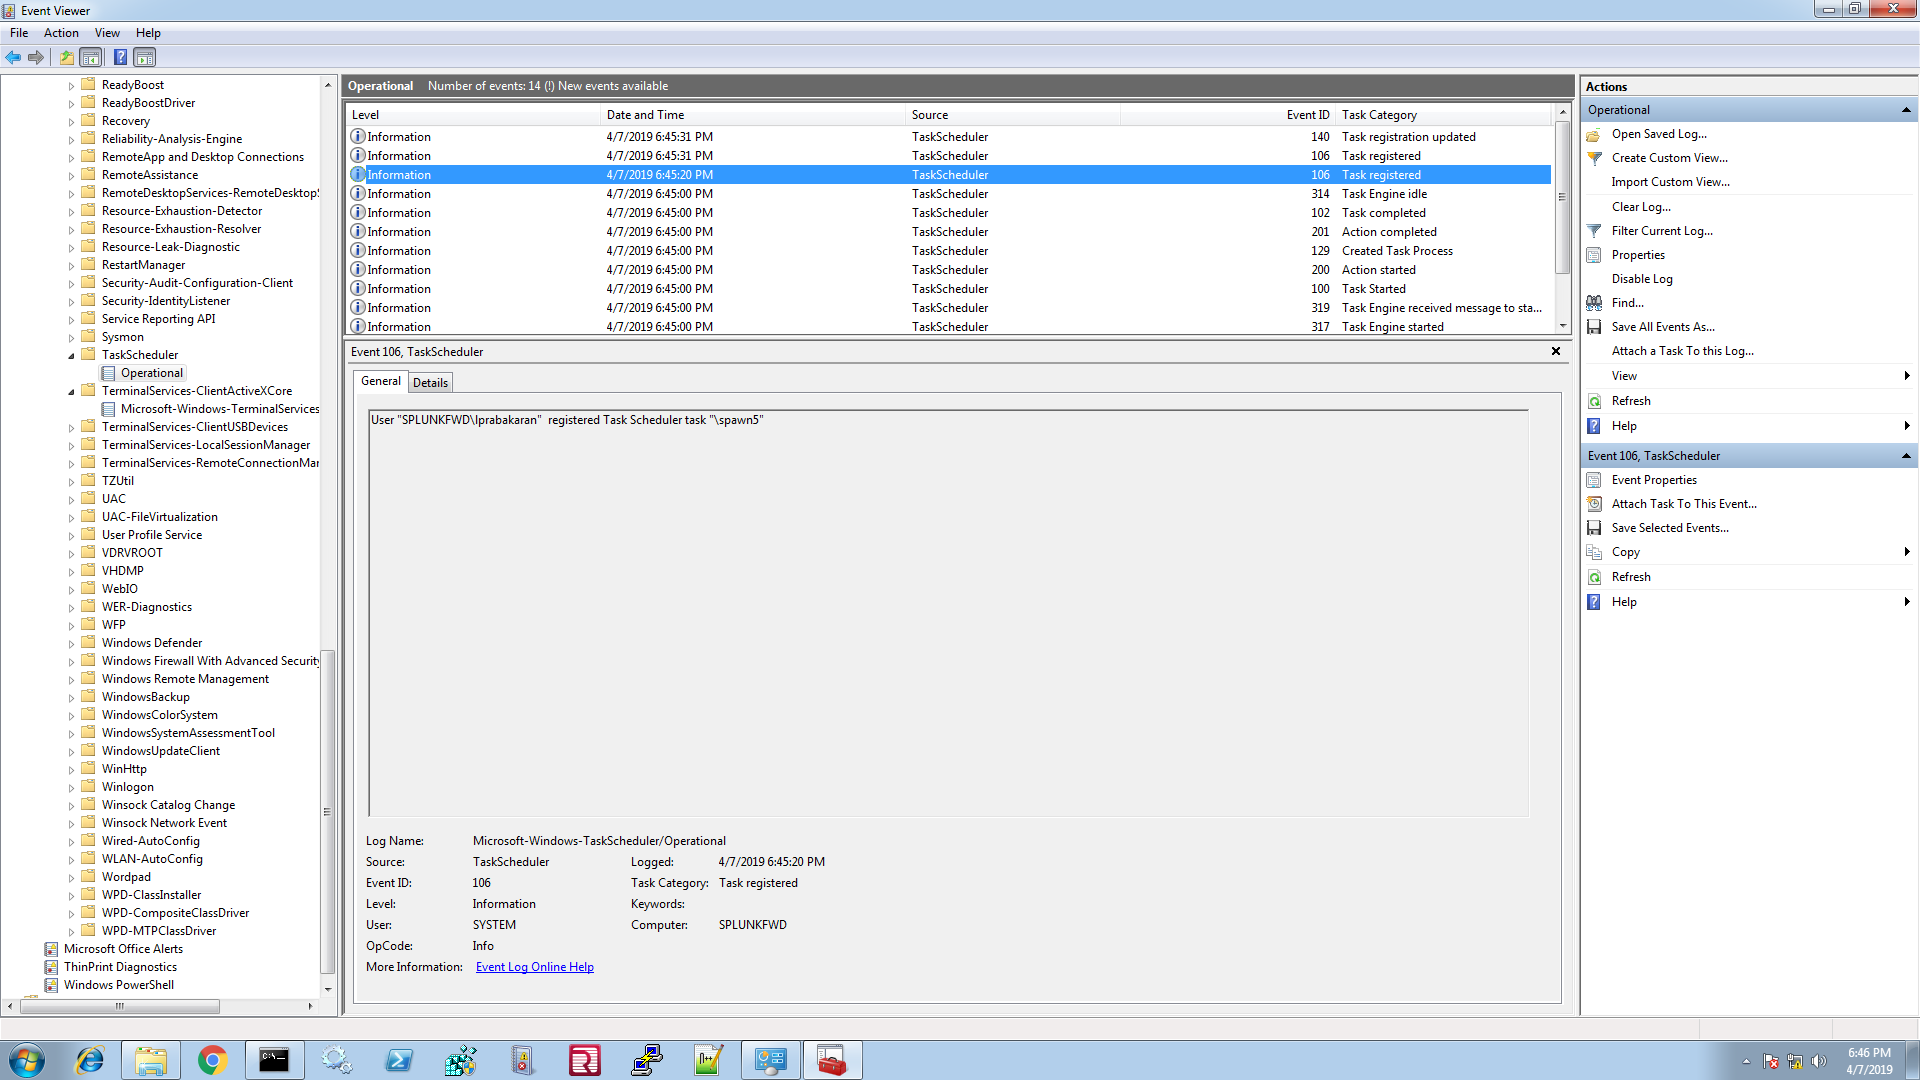 Event Viewer
File Action View Help
ReadyBoost
ReadyBoostDriver
Recovery
Reliability-Analysis-Engine
RemoteApp and Desktop Connections
RemoteAssistance
RemoteDesktopServices-RemoteDesktopS
Resource-Exhaustion-Detector
Resource-Exhaustion-Resolver
Resource-Leak-Diagnostic
RestartManager
Security-Audit-Configuration-Client
Security-IdentityListener
Service Reporting API
Sysmon
TaskScheduler
Operational
TerminalServices-ClientActiveXCore
Microsoft-Windows-TerminalServices
TerminalServices-ClientUSBDevices
TerminalServices-LocalSessionManager
TerminalServices-RemoteConnectionMar
TZUtil
UAC
UAC-FileVirtualization
User Profile Service
VDRVROOT
VHDMP
WebIO
WER-Diagnostics
WFP
Windows Defender
Windows Firewall With Advanced Security
Windows Remote Management
WindowsBackup
WindowsColorSystem
WindowsSystemAssessmentTool
WindowsUpdateClient
WinHttp
Winlogon
Winsock Catalog Change
Winsock Network Event
Wired-AutoConfig
WLAN-AutoConfig
Wordpad
WPD-ClassInstaller
WPD-CompositeClassDriver
WPD-MTPClassDriver
Microsoft Office Alerts
ThinPrint Diagnostics
Windows PowerShell
Operational Number of events: 14 (!) New events available
Level Date and Time Source Event ID Task Category
Information 4/7/2019 6:45:31 PM TaskScheduler 140 Task registration updated
Information 4/7/2019 6:45:31 PM TaskScheduler 106 Task registered
Information 4/7/2019 6:45:20 PM TaskScheduler 106 Task registered
Information 4/7/2019 6:45:00 PM TaskScheduler 314 Task Engine idle
Information 4/7/2019 6:45:00 PM TaskScheduler 102 Task completed
Information 4/7/2019 6:45:00 PM TaskScheduler 201 Action completed
Information 4/7/2019 6:45:00 PM TaskScheduler 129 Created Task Process
Information 4/7/2019 6:45:00 PM TaskScheduler 200 Action started
Information 4/7/2019 6:45:00 PM TaskScheduler 100 Task Started
Information 4/7/2019 6:45:00 PM TaskScheduler 319 Task Engine received message to sta...
Information 4/7/2019 6:45:00 PM TaskScheduler 317 Task Engine started
Event 106, TaskScheduler
General Details
User "SPLUNKFWD\lprabakaran" registered Task Scheduler task "\spawn5"
Log Name: Microsoft-Windows-TaskScheduler/Operational
Source: TaskScheduler Logged: 4/7/2019 6:45:20 PM
Event ID: 106 Task Category: Task registered
Level: Information Keywords:
User: SYSTEM Computer: SPLUNKFWD
OpCode: Info
More Information: Event Log Online Help
Actions
Operational
Open Saved Log...
Create Custom View...
Import Custom View...
Clear Log...
Filter Current Log...
Properties
Disable Log
Find...
Save All Events As...
Attach a Task To this Log...
View
Refresh
Help
Event 106, TaskScheduler
Event Properties
Attach Task To This Event...
Save Selected Events...
Copy
Refresh
Help
6:46 PM
4/7/2019